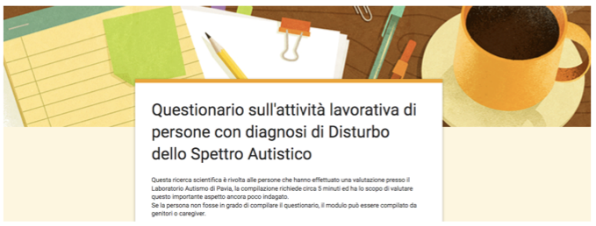 Questionario sull'attività lavorativa di
persone con diagnosi di Disturbo
dello Spettro Autistico
Questa ricerca scientifica è rivolta alle persone che hanno effettuato una valutazione presso il
Laboratorio Autismo di Pavia, la compilazione richiede circa 5 minuti ed ha lo scopo di valutare
questo importante aspetto ancora poco indagato.
Se la persona non fosse in grado di compilare il questionario, il modulo può essere compilato da
genitori o caregiver.